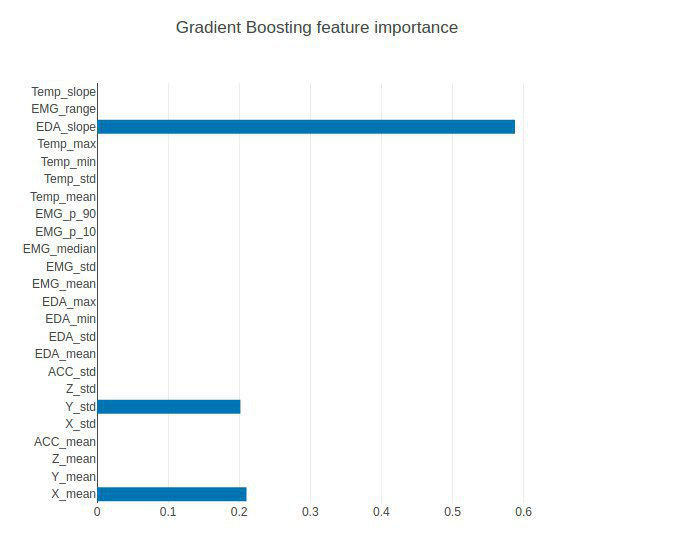 Gradient Boosting feature importance
Temp_slope
EMG_range
EDA_slope
Temp_max
Temp_min
Temp_std
Temp_mean
EMG_p_90
EMG_p_10
EMG_median
EMG_std
EMG_mean
EDA_max
EDA_min
EDA_std
EDA_mean
ACC_std
Z_std
Y_std
X_std
ACC_mean
Z_mean
Y_mean
X_mean
0 0.1 0.2 0.3 0.4 0.5 0.6